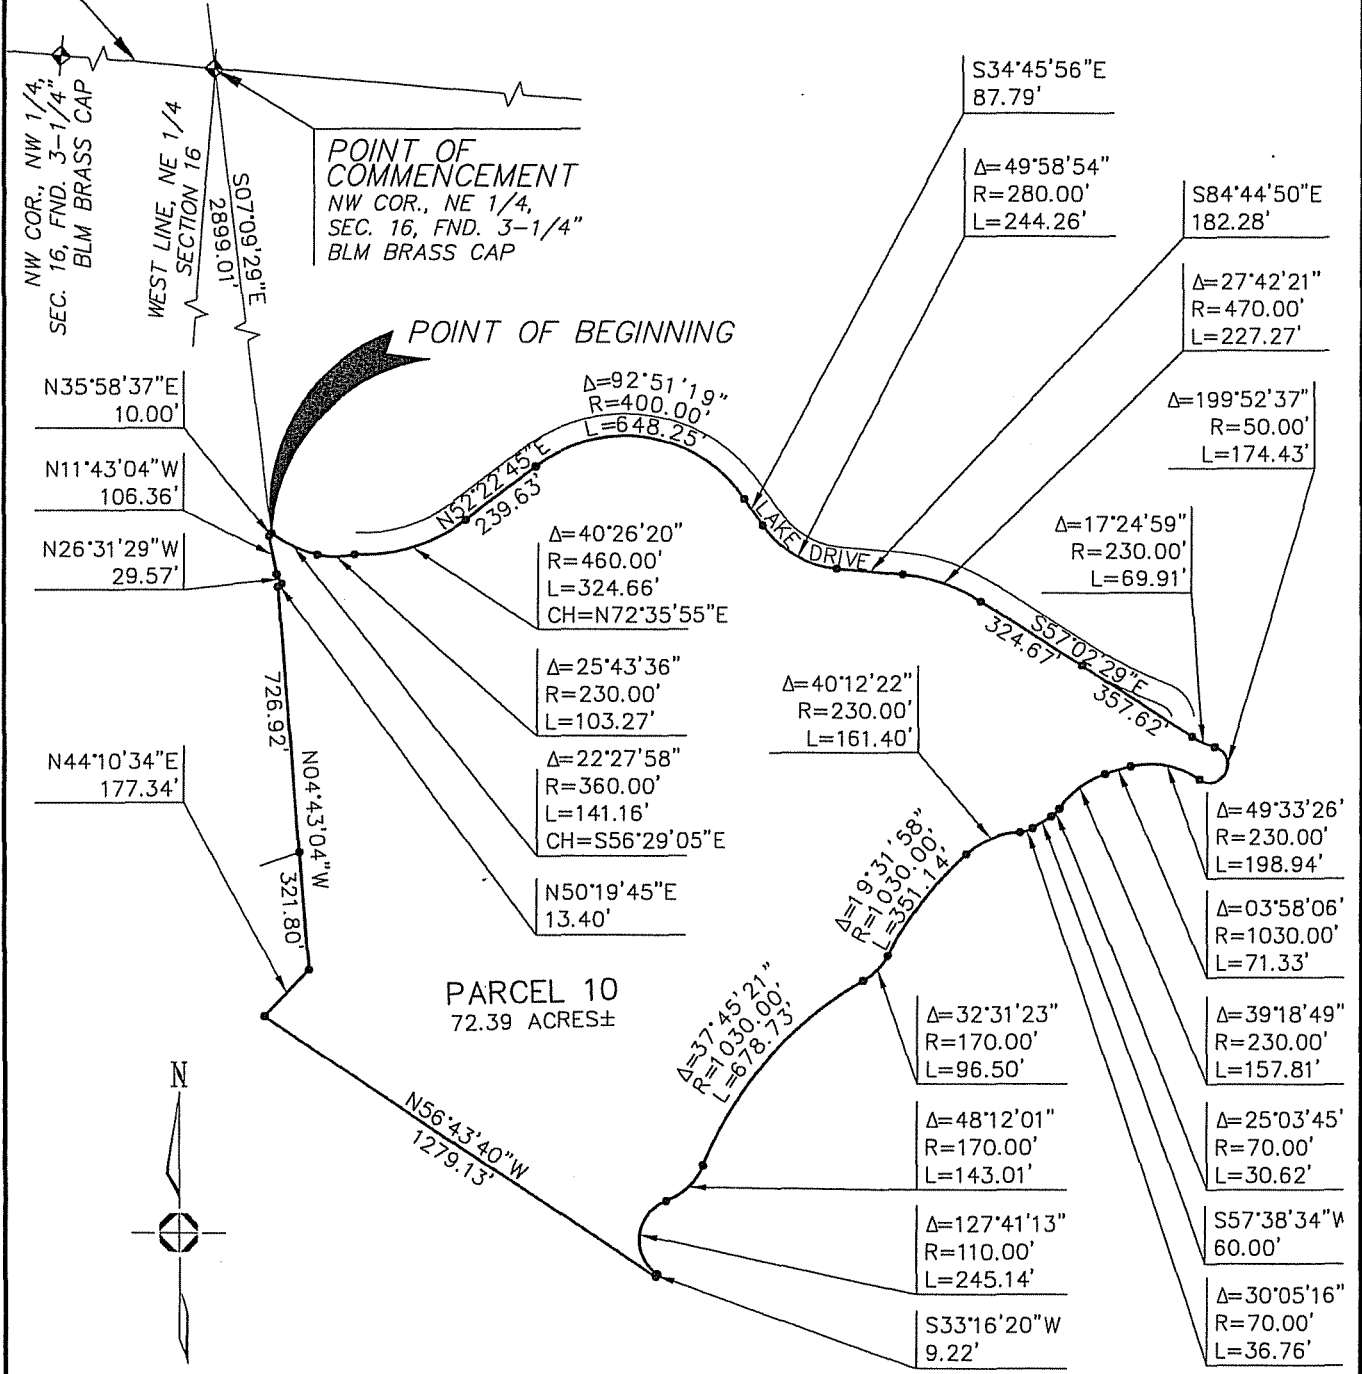 NW COR., NW 1/4,
SEC. 16, FND. 3-1/4"
BLM BRASS CAP
WEST LINE, NE 1/4
SECTION 16
S07°09'29"E
2899.01'
POINT OF
COMMENCEMENT
NW COR., NE 1/4,
SEC. 16, FND. 3-1/4"
BLM BRASS CAP
POINT OF BEGINNING
S34°45'56"E
87.79'
Δ=49°58'54"
R=280.00'
L=244.26'
S84°44'50"E
182.28'
Δ=27°42'21"
R=470.00'
L=227.27'
Δ=199°52'37"
R=50.00'
L=174.43'
Δ=17°24'59"
R=230.00'
L=69.91'
N35°58'37"E
10.00'
N11°43'04"W
106.36'
N26°31'29"W
29.57'
Δ=92°51'19"
R=400.00'
L=648.25'
N52°22'45"E
239.63'
LAKE DRIVE
S57°02'29"E
324.67'
357.62'
Δ=40°26'20"
R=460.00'
L=324.66'
CH=N72°35'55"E
Δ=25°43'36"
R=230.00'
L=103.27'
Δ=22°27'58"
R=360.00'
L=141.16'
CH=S56°29'05"E
N50°19'45"E
13.40'
726.92'
N04°43'04"W
321.80'
N44°10'34"E
177.34'
Δ=40°12'22"
R=230.00'
L=161.40'
Δ=19°31'58"
R=1030.00'
L=351.14'
Δ=37°45'21"
R=1030.00'
L=678.73'
PARCEL 10
72.39 ACRES±
N56°43'40"W
1279.13'
N
Δ=49°33'26"
R=230.00'
L=198.94'
Δ=03°58'06'
R=1030.00'
L=71.33'
Δ=39°18'49"
R=230.00'
L=157.81'
Δ=25°03'45'
R=70.00'
L=30.62'
S57°38'34"W
60.00'
Δ=30°05'16"
R=70.00'
L=36.76'
Δ=32°31'23"
R=170.00'
L=96.50'
Δ=48°12'01"
R=170.00'
L=143.01'
Δ=127°41'13"
R=110.00'
L=245.14'
S33°16'20"W
9.22'